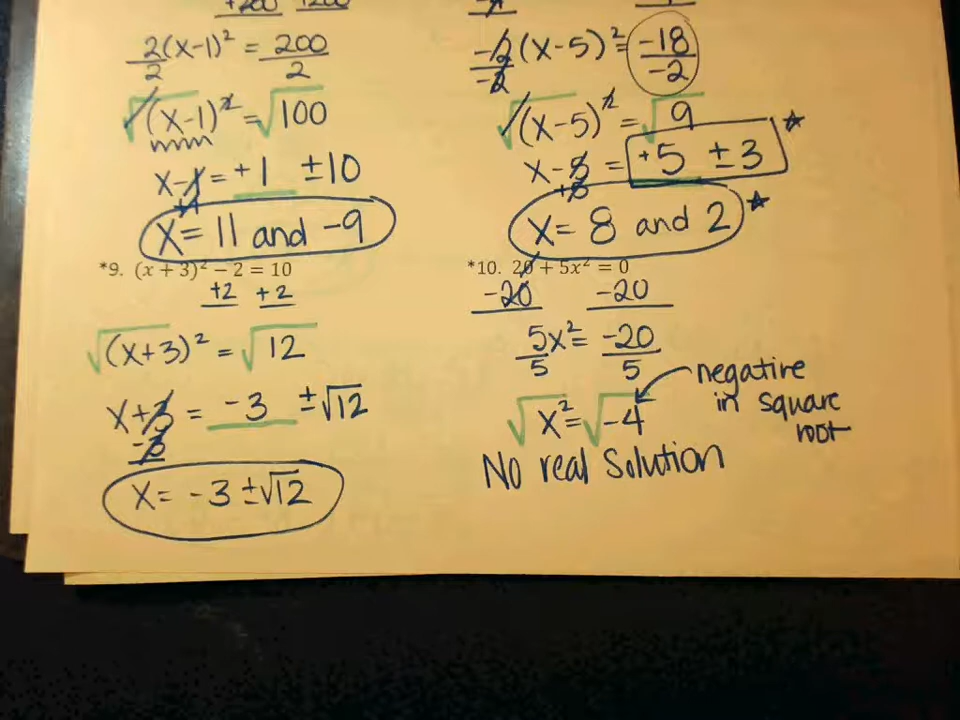 +200 +200
2(x-1)² = 200
2 2
√(x-1)² = √100
x-1 = +1 ±10
+1
x = 11 and -9
*9. (x + 3)² − 2 = 10
+2 +2
√(x+3)² = √12
x+3 = -3 ±√12
-3
x = -3 ±√12
-2(x-5)² = -18
-2 -2
√(x-5)² = √9
x-5 = +5 ±3
+5
x = 8 and 2
*10. 20 + 5x² = 0
-20 -20
5x² = -20
5 5
√x² = √-4
negative
in square
root
No real Solution